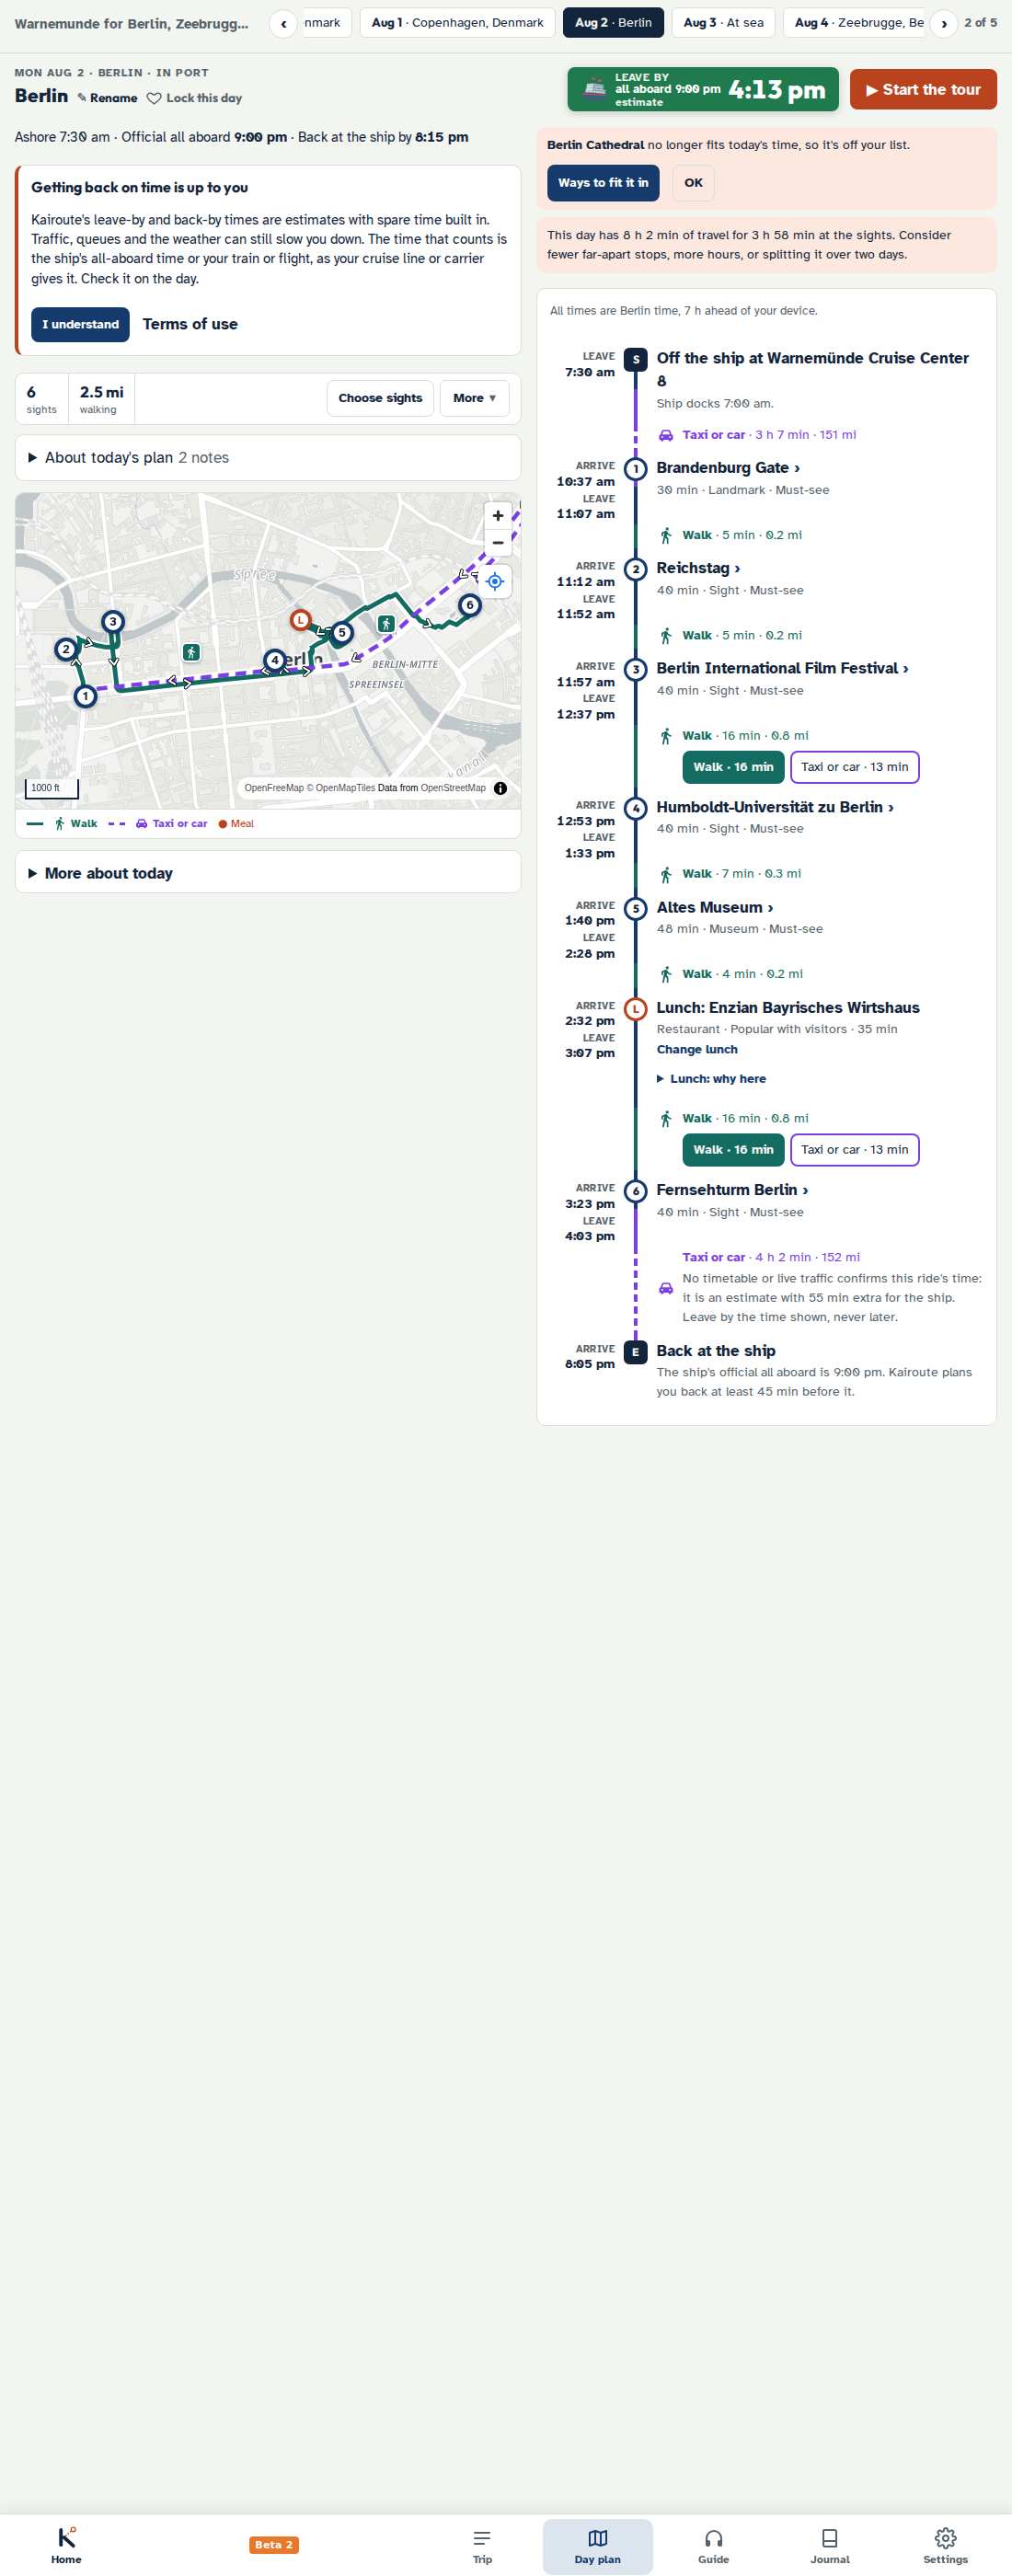 Warnemunde for Berlin, Zeebrugg...
‹
nmark
Aug 1 · Copenhagen, Denmark
Aug 2 · Berlin
Aug 3 · At sea
Aug 4 · Zeebrugge, Be
›
2 of 5
MON AUG 2 · BERLIN · IN PORT
Berlin ✎ Rename Lock this day
LEAVE BY
all aboard 9:00 pm
estimate
4:13 pm
▶ Start the tour
Ashore 7:30 am · Official all aboard 9:00 pm · Back at the ship by 8:15 pm
Getting back on time is up to you
Kairoute's leave-by and back-by times are estimates with spare time built in.
Traffic, queues and the weather can still slow you down. The time that counts is
the ship's all-aboard time or your train or flight, as your cruise line or carrier
gives it. Check it on the day.
I understand
Terms of use
6
sights
2.5 mi
walking
Choose sights
More ▼
▶ About today's plan 2 notes
+
−
Spree
1
2
3
4
5
6
L
Berlin
BERLIN-MITTE
SPREEINSEL
1000 ft
OpenFreeMap © OpenMapTiles Data from OpenStreetMap
Walk
Taxi or car
Meal
▶ More about today
Berlin Cathedral no longer fits today's time, so it's off your list.
Ways to fit it in
OK
This day has 8 h 2 min of travel for 3 h 58 min at the sights. Consider
fewer far-apart stops, more hours, or splitting it over two days.
All times are Berlin time, 7 h ahead of your device.
LEAVE
7:30 am
S
Off the ship at Warnemünde Cruise Center
8
Ship docks 7:00 am.
Taxi or car · 3 h 7 min · 151 mi
ARRIVE
10:37 am
LEAVE
11:07 am
1
Brandenburg Gate ›
30 min · Landmark · Must-see
Walk · 5 min · 0.2 mi
ARRIVE
11:12 am
LEAVE
11:52 am
2
Reichstag ›
40 min · Sight · Must-see
Walk · 5 min · 0.2 mi
ARRIVE
11:57 am
LEAVE
12:37 pm
3
Berlin International Film Festival ›
40 min · Sight · Must-see
Walk · 16 min · 0.8 mi
Walk · 16 min
Taxi or car · 13 min
ARRIVE
12:53 pm
LEAVE
1:33 pm
4
Humboldt-Universität zu Berlin ›
40 min · Sight · Must-see
Walk · 7 min · 0.3 mi
ARRIVE
1:40 pm
LEAVE
2:28 pm
5
Altes Museum ›
48 min · Museum · Must-see
Walk · 4 min · 0.2 mi
ARRIVE
2:32 pm
LEAVE
3:07 pm
L
Lunch: Enzian Bayrisches Wirtshaus
Restaurant · Popular with visitors · 35 min
Change lunch
▶ Lunch: why here
Walk · 16 min · 0.8 mi
Walk · 16 min
Taxi or car · 13 min
ARRIVE
3:23 pm
LEAVE
4:03 pm
6
Fernsehturm Berlin ›
40 min · Sight · Must-see
Taxi or car · 4 h 2 min · 152 mi
No timetable or live traffic confirms this ride's time:
it is an estimate with 55 min extra for the ship.
Leave by the time shown, never later.
ARRIVE
8:05 pm
E
Back at the ship
The ship's official all aboard is 9:00 pm. Kairoute plans
you back at least 45 min before it.
Home
Beta 2
Trip
Day plan
Guide
Journal
Settings